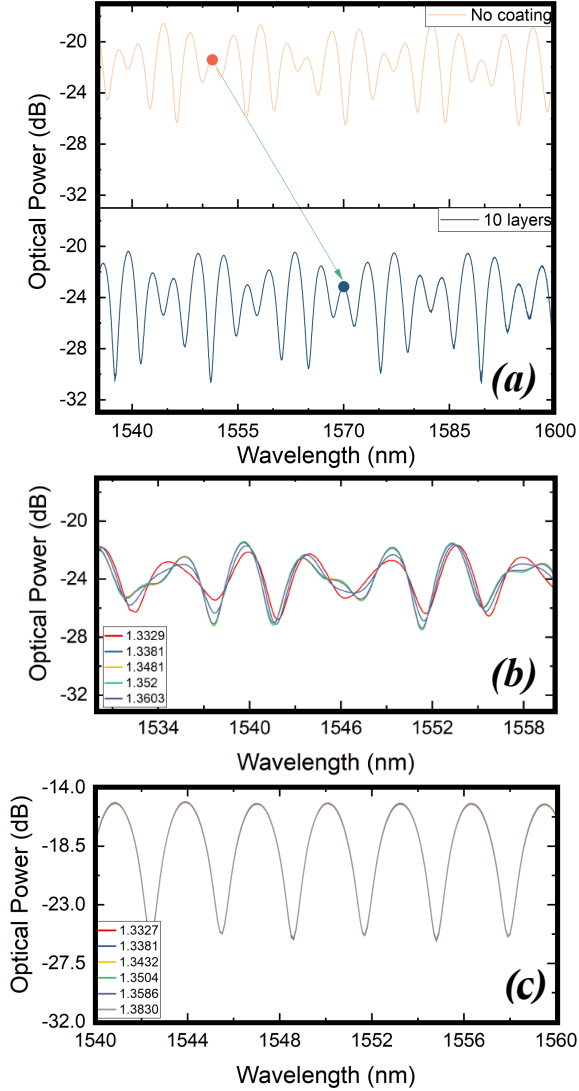 No coating
-20
-24
-28
-32
10 layers
-20
-24
-28
-32
Optical Power (dB)
(a)
1540 1555 1570 1585 1600
Wavelength (nm)
-20
-24
-28
-32
Optical Power (dB)
1.3329
1.3381
1.3481
1.352
1.3603
(b)
1534 1540 1546 1552 1558
Wavelength (nm)
-14.0
-18.5
-23.0
-27.5
-32.0
Optical Power (dB)
1.3327
1.3381
1.3432
1.3504
1.3586
1.3830
(c)
1540 1544 1548 1552 1556 1560
Wavelength (nm)